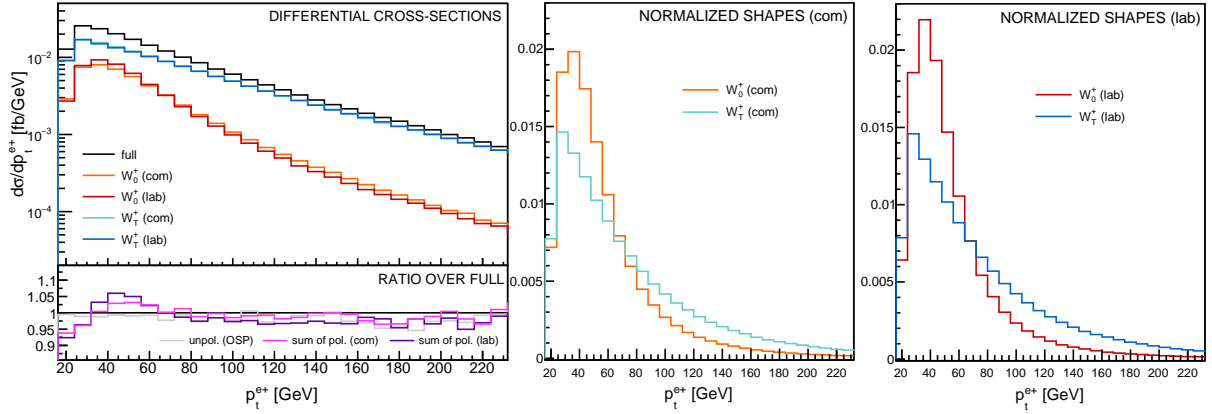 DIFFERENTIAL CROSS-SECTIONS
dσ/dp_t^{e+} [fb/GeV]
10^{-2}
10^{-3}
10^{-4}
full
W_0^+ (com)
W_0^+ (lab)
W_T^+ (com)
W_T^+ (lab)
RATIO OVER FULL
1.1
1.05
1
0.95
0.9
unpol. (OSP) sum of pol. (com) sum of pol. (lab)
20 40 60 80 100 120 140 160 180 200 220
p_t^{e+} [GeV]
NORMALIZED SHAPES (com)
0.02
0.015
0.01
0.005
0
W_0^+ (com)
W_T^+ (com)
20 40 60 80 100 120 140 160 180 200 220
p_t^{e+} [GeV]
NORMALIZED SHAPES (lab)
0.02
0.015
0.01
0.005
0
W_0^+ (lab)
W_T^+ (lab)
20 40 60 80 100 120 140 160 180 200 220
p_t^{e+} [GeV]